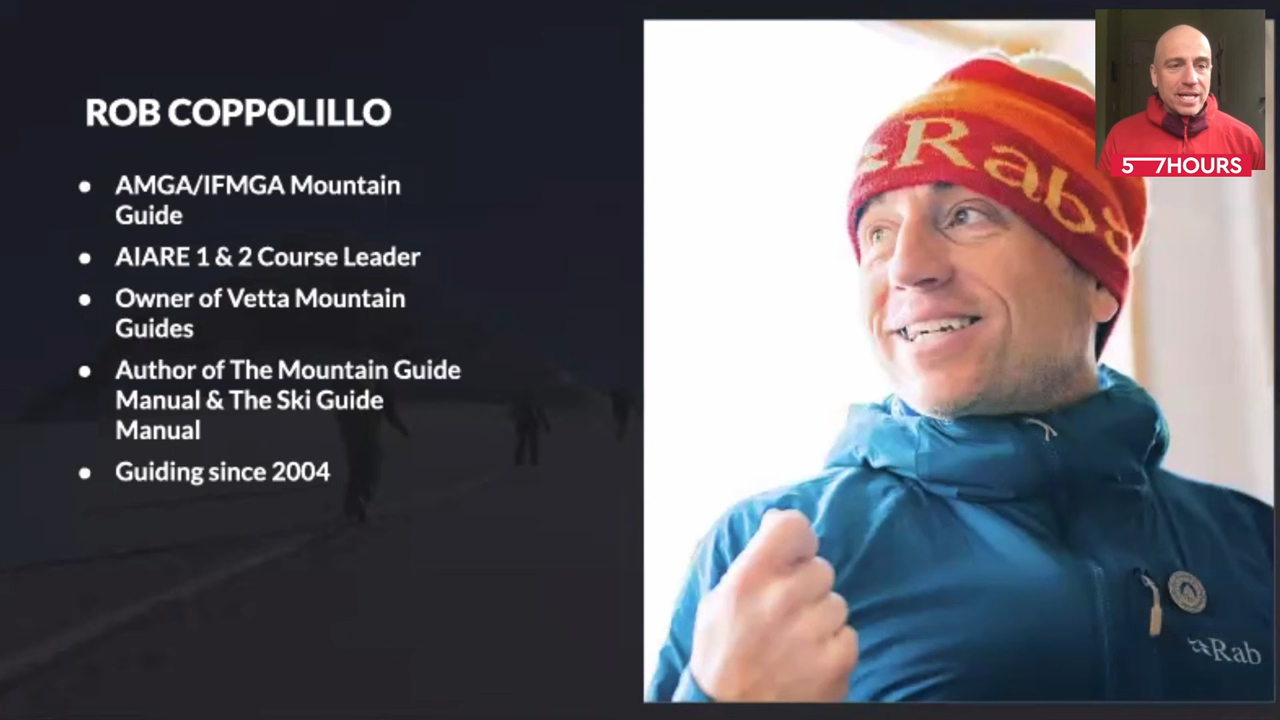 ROB COPPOLILLO
● AMGA/IFMGA Mountain
Guide
● AIARE 1 & 2 Course Leader
● Owner of Vetta Mountain
Guides
● Author of The Mountain Guide
Manual & The Ski Guide
Manual
● Guiding since 2004
Rab
Rab
57HOURS